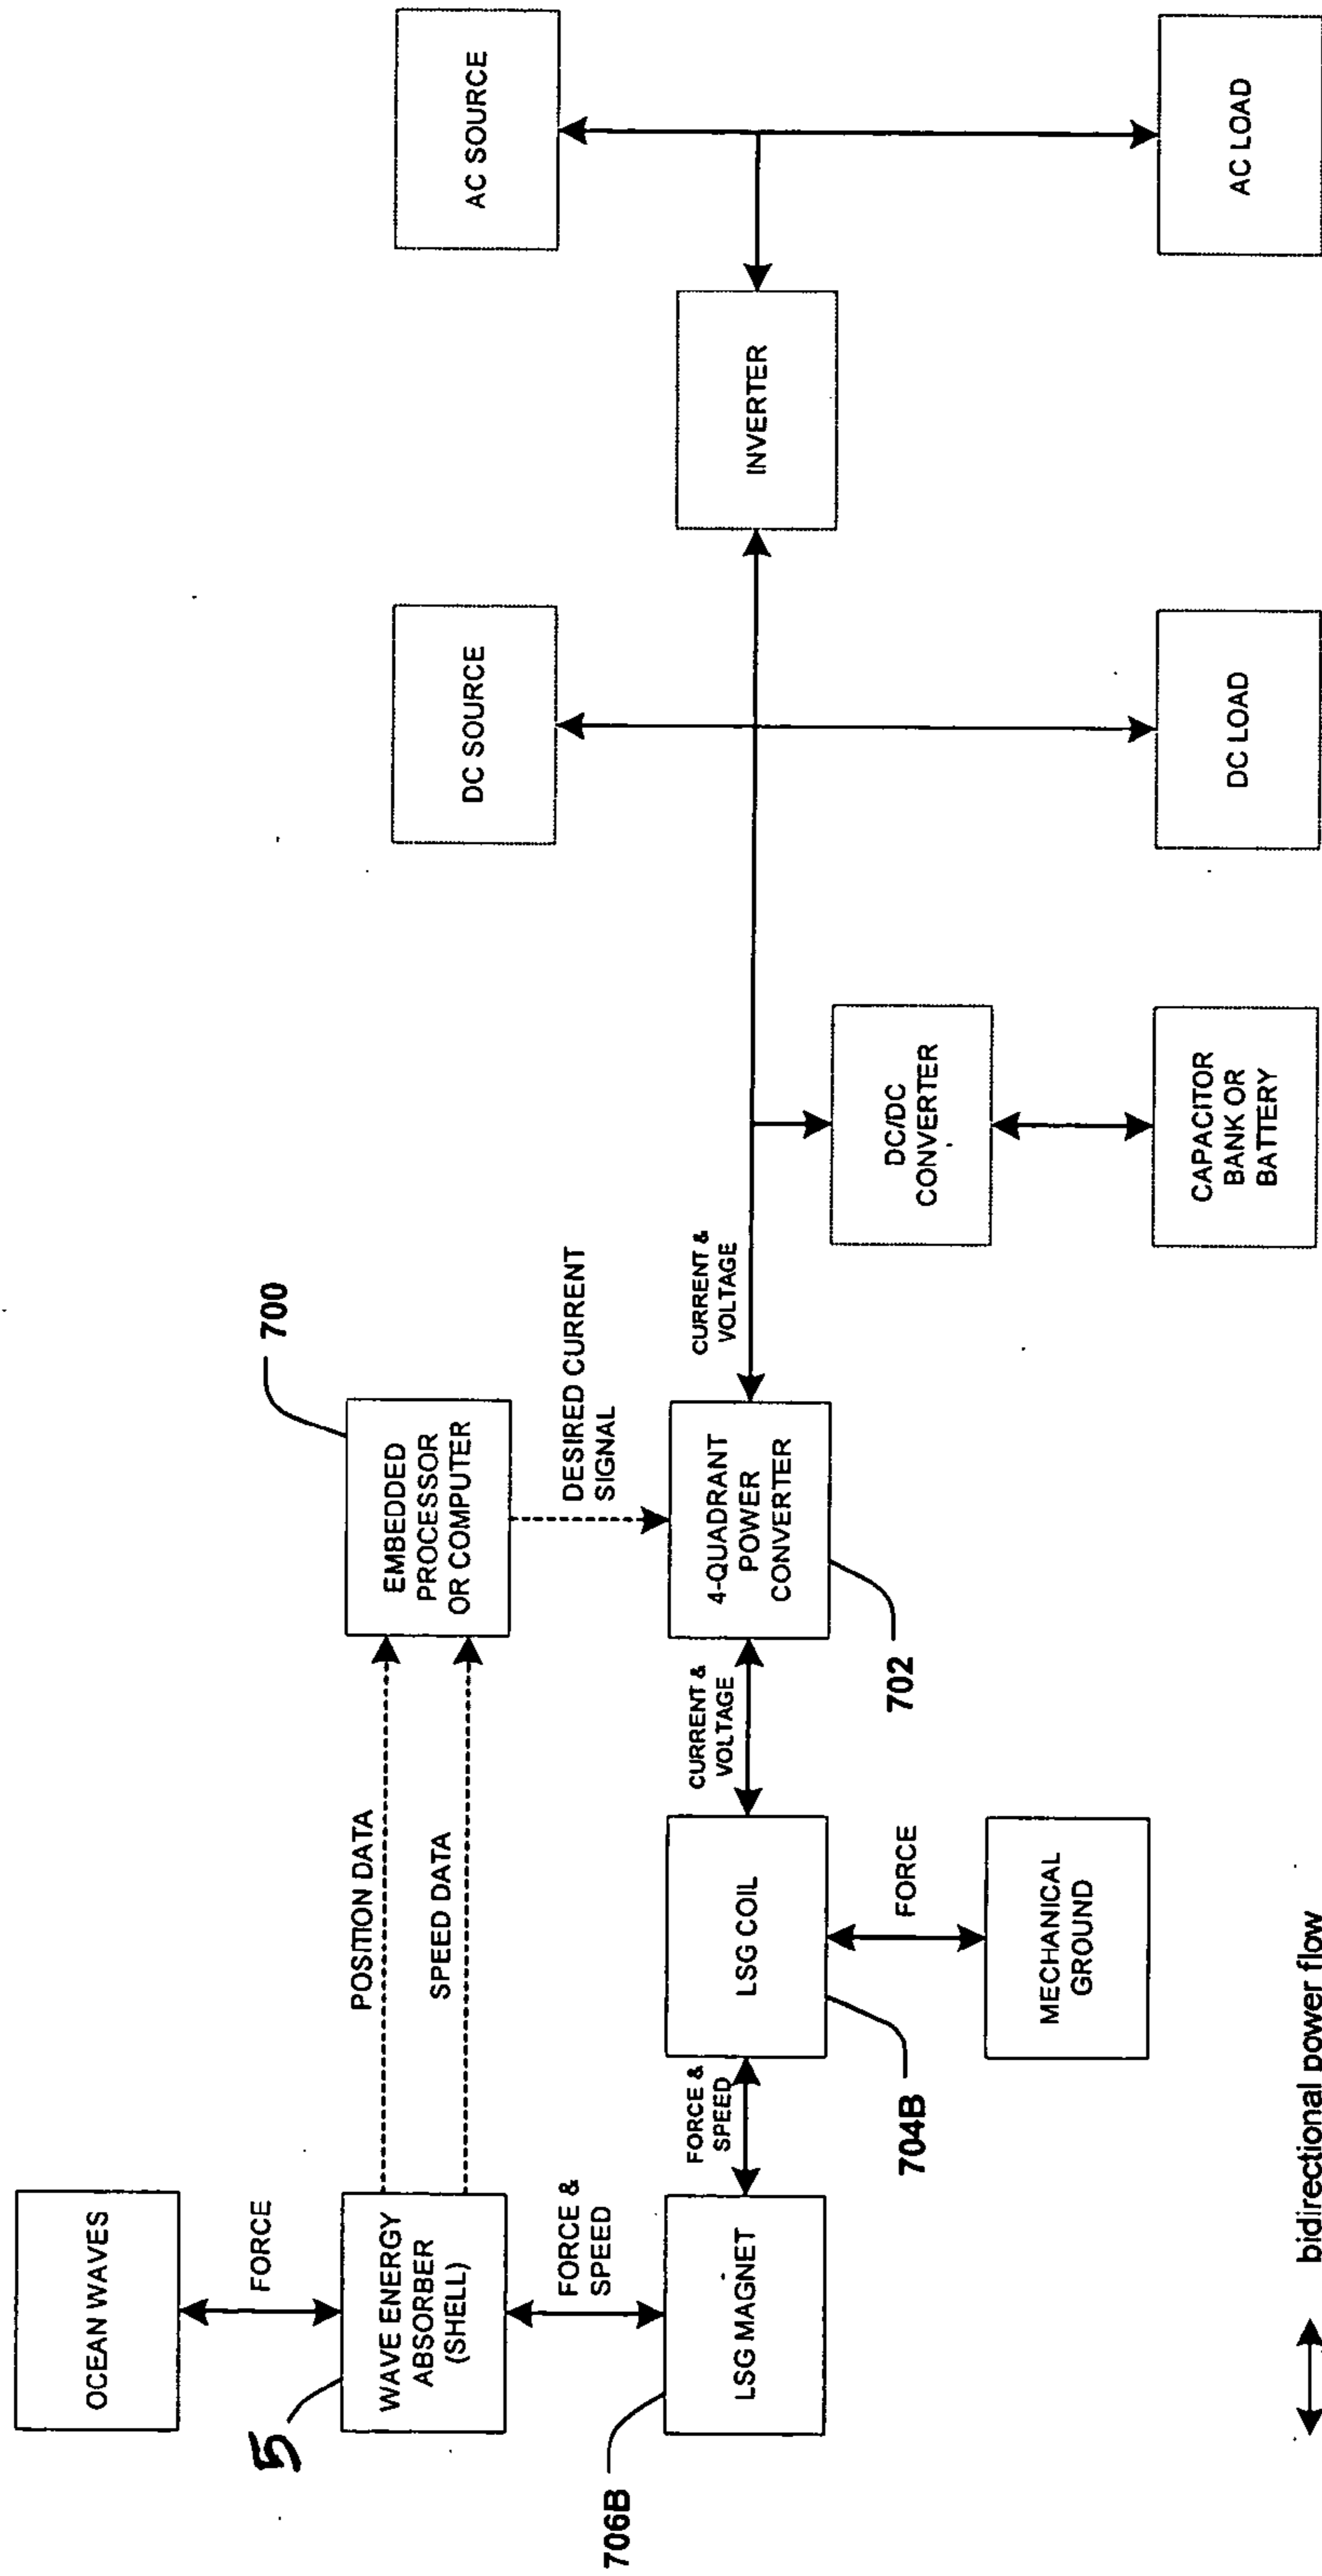 OCEAN WAVES
FORCE
5
WAVE ENERGY
ABSORBER
(SHELL)
POSITION DATA
SPEED DATA
700
EMBEDDED
PROCESSOR
OR COMPUTER
DESIRED CURRENT
SIGNAL
FORCE &
SPEED
706B
LSG MAGNET
FORCE &
SPEED
704B
LSG COIL
FORCE
MECHANICAL
GROUND
CURRENT &
VOLTAGE
702
4-QUADRANT
POWER
CONVERTER
CURRENT &
VOLTAGE
DC/DC
CONVERTER
CAPACITOR
BANK OR
BATTERY
DC SOURCE
DC LOAD
INVERTER
AC SOURCE
AC LOAD
bidirectional power flow